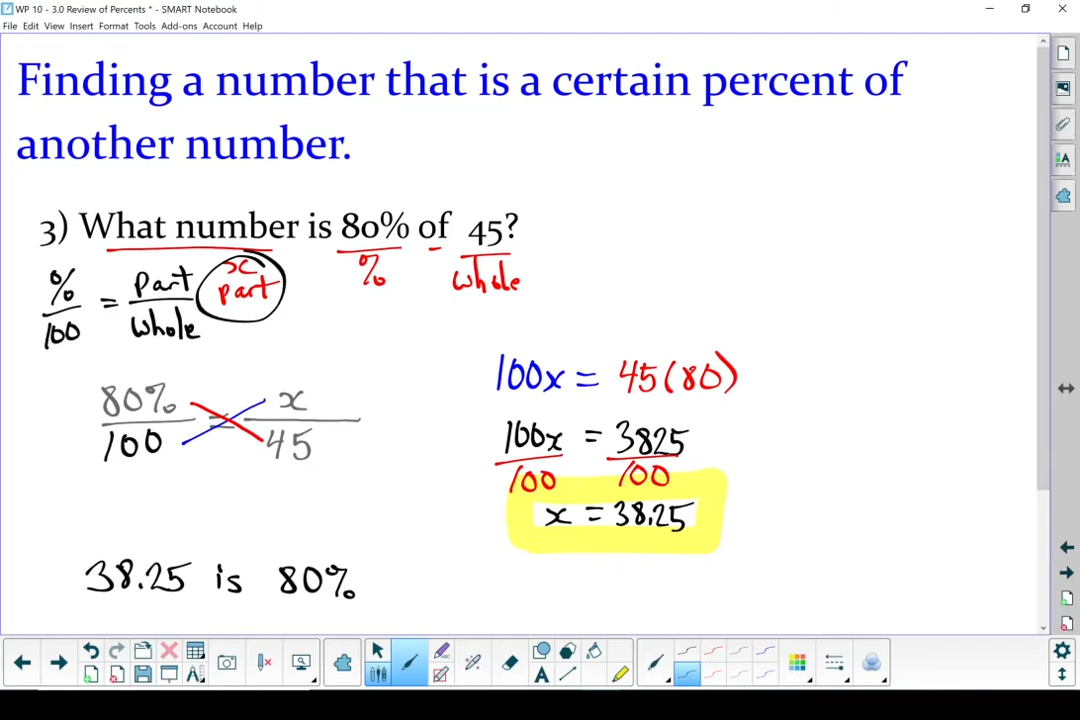 WP 10 - 3.0 Review of Percents * - SMART Notebook
File Edit View Insert Format Tools Add-ons Account Help
Finding a number that is a certain percent of
another number.
3) What number is 80% of 45?
x
part
%
whole
%/100 = part/whole
80%/100 = x/45
100x = 45(80)
100x = 3825
100 100
x = 38.25
38.25 is 80%